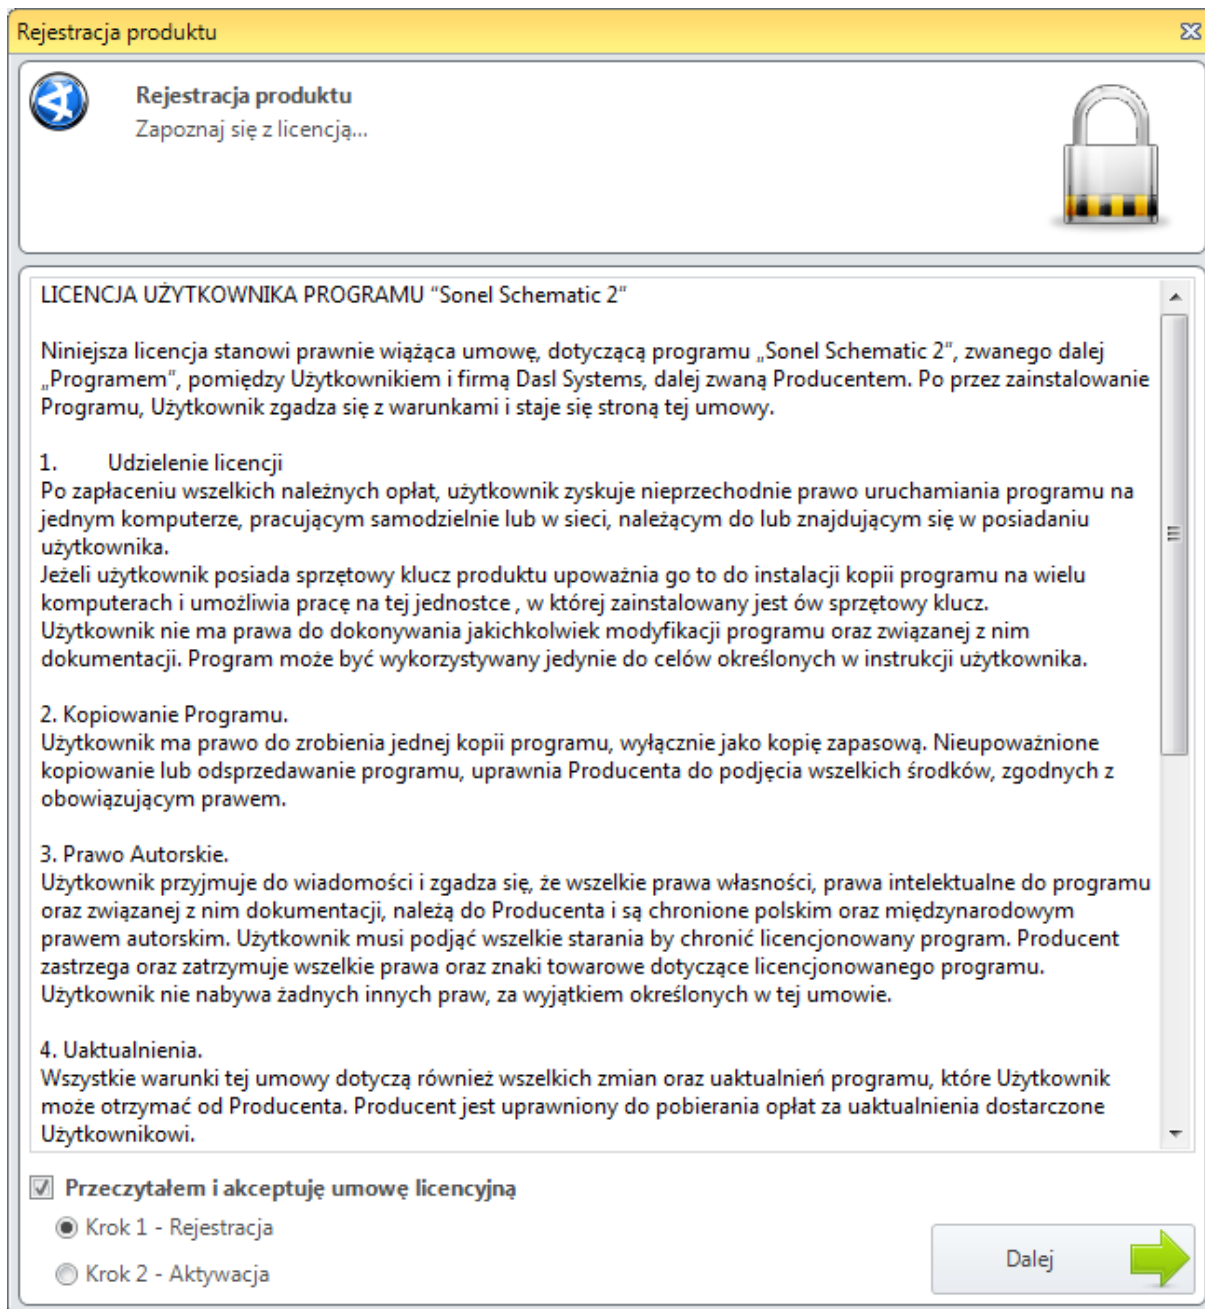 Rejestracja produktu
Rejestracja produktu
Zapoznaj się z licencją...
LICENCJA UŻYTKOWNIKA PROGRAMU “Sonel Schematic 2”
Niniejsza licencja stanowi prawnie wiążąca umowę, dotyczącą programu „Sonel Schematic 2”, zwanego dalej
„Programem”, pomiędzy Użytkownikiem i firmą Dasl Systems, dalej zwaną Producentem. Po przez zainstalowanie
Programu, Użytkownik zgadza się z warunkami i staje się stroną tej umowy.
1. Udzielenie licencji
Po zapłaceniu wszelkich należnych opłat, użytkownik zyskuje nieprzechodnie prawo uruchamiania programu na
jednym komputerze, pracującym samodzielnie lub w sieci, należącym do lub znajdującym się w posiadaniu
użytkownika.
Jeżeli użytkownik posiada sprzętowy klucz produktu upoważnia go to do instalacji kopii programu na wielu
komputerach i umożliwia pracę na tej jednostce , w której zainstalowany jest ów sprzętowy klucz.
Użytkownik nie ma prawa do dokonywania jakichkolwiek modyfikacji programu oraz związanej z nim
dokumentacji. Program może być wykorzystywany jedynie do celów określonych w instrukcji użytkownika.
2. Kopiowanie Programu.
Użytkownik ma prawo do zrobienia jednej kopii programu, wyłącznie jako kopię zapasową. Nieupoważnione
kopiowanie lub odsprzedawanie programu, uprawnia Producenta do podjęcia wszelkich środków, zgodnych z
obowiązującym prawem.
3. Prawo Autorskie.
Użytkownik przyjmuje do wiadomości i zgadza się, że wszelkie prawa własności, prawa intelektualne do programu
oraz związanej z nim dokumentacji, należą do Producenta i są chronione polskim oraz międzynarodowym
prawem autorskim. Użytkownik musi podjąć wszelkie starania by chronić licencjonowany program. Producent
zastrzega oraz zatrzymuje wszelkie prawa oraz znaki towarowe dotyczące licencjonowanego programu.
Użytkownik nie nabywa żadnych innych praw, za wyjątkiem określonych w tej umowie.
4. Uaktualnienia.
Wszystkie warunki tej umowy dotyczą również wszelkich zmian oraz uaktualnień programu, które Użytkownik
może otrzymać od Producenta. Producent jest uprawniony do pobierania opłat za uaktualnienia dostarczone
Użytkownikowi.
Przeczytałem i akceptuję umowę licencyjną
Krok 1 - Rejestracja
Krok 2 - Aktywacja
Dalej